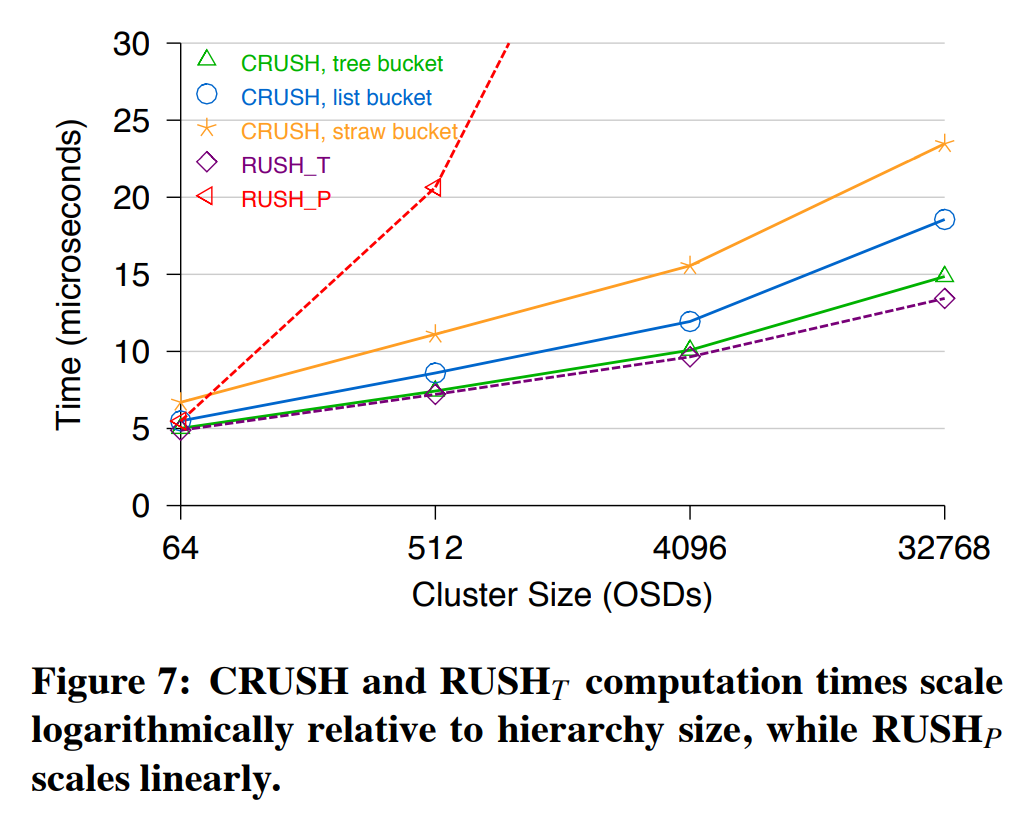 30
25
20
15
10
5
0
Time (microseconds)
CRUSH, tree bucket
CRUSH, list bucket
CRUSH, straw bucket
RUSH_T
RUSH_P
64 512 4096 32768
Cluster Size (OSDs)
Figure 7: CRUSH and RUSHT computation times scale
logarithmically relative to hierarchy size, while RUSHP
scales linearly.